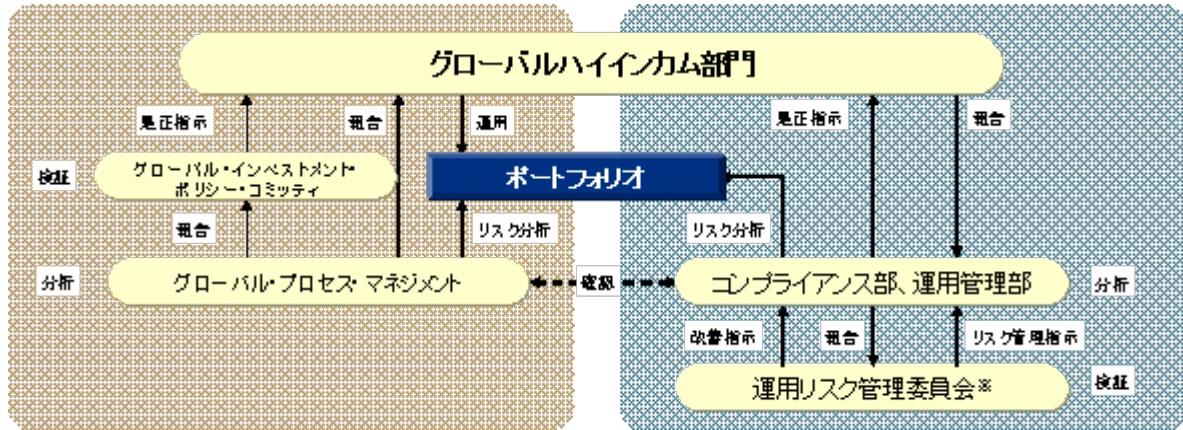 グローバルハイインカム部門
是正指示
報告
運用
是正指示
報告
検証
グローバル・インベストメント・
ポリシー・コミッティ
ポートフォリオ
報告
リスク分析
リスク分析
分析
グローバル・プロセス・マネジメント
確認
コンプライアンス部、運用管理部
分析
改善指示
報告
リスク管理指示
運用リスク管理委員会※
検証